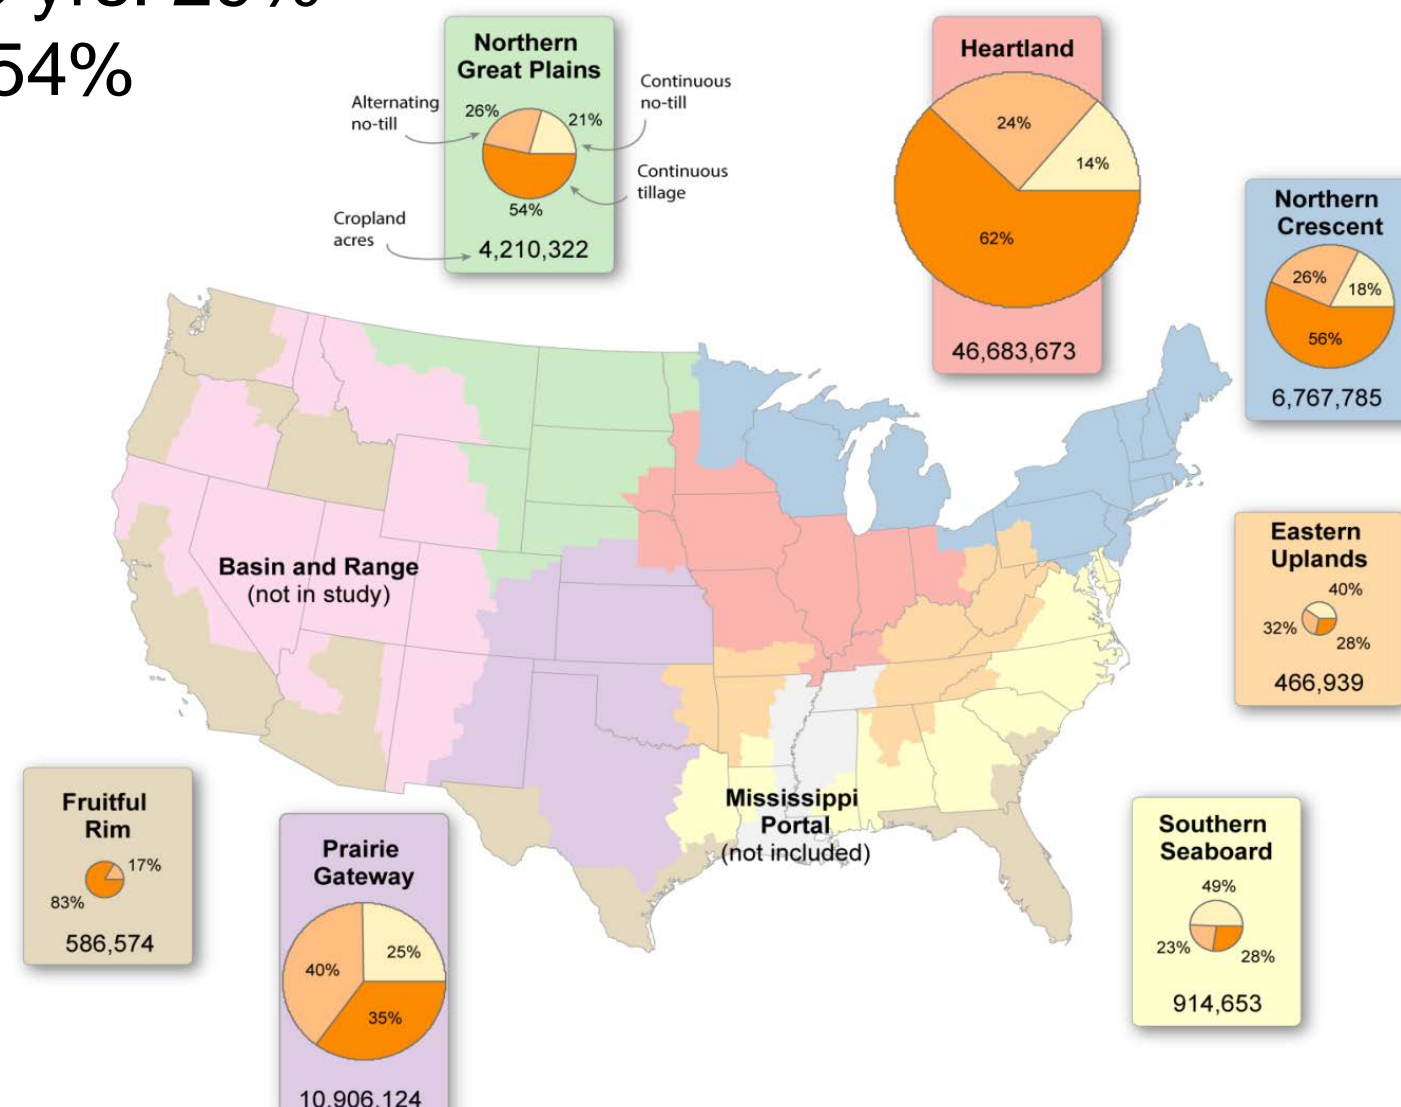 yrs: 25%
54%
Northern
Great Plains
Alternating
no-till
26%
21%
Continuous
no-till
Continuous
tillage
54%
Cropland
acres
4,210,322
Heartland
24%
14%
62%
46,683,673
Northern
Crescent
26%
18%
56%
6,767,785
Eastern
Uplands
40%
32%
28%
466,939
Basin and Range
(not in study)
Mississippi
Portal
(not included)
Fruitful
Rim
17%
83%
586,574
Prairie
Gateway
25%
40%
35%
10,906,124
Southern
Seaboard
49%
23%
28%
914,653